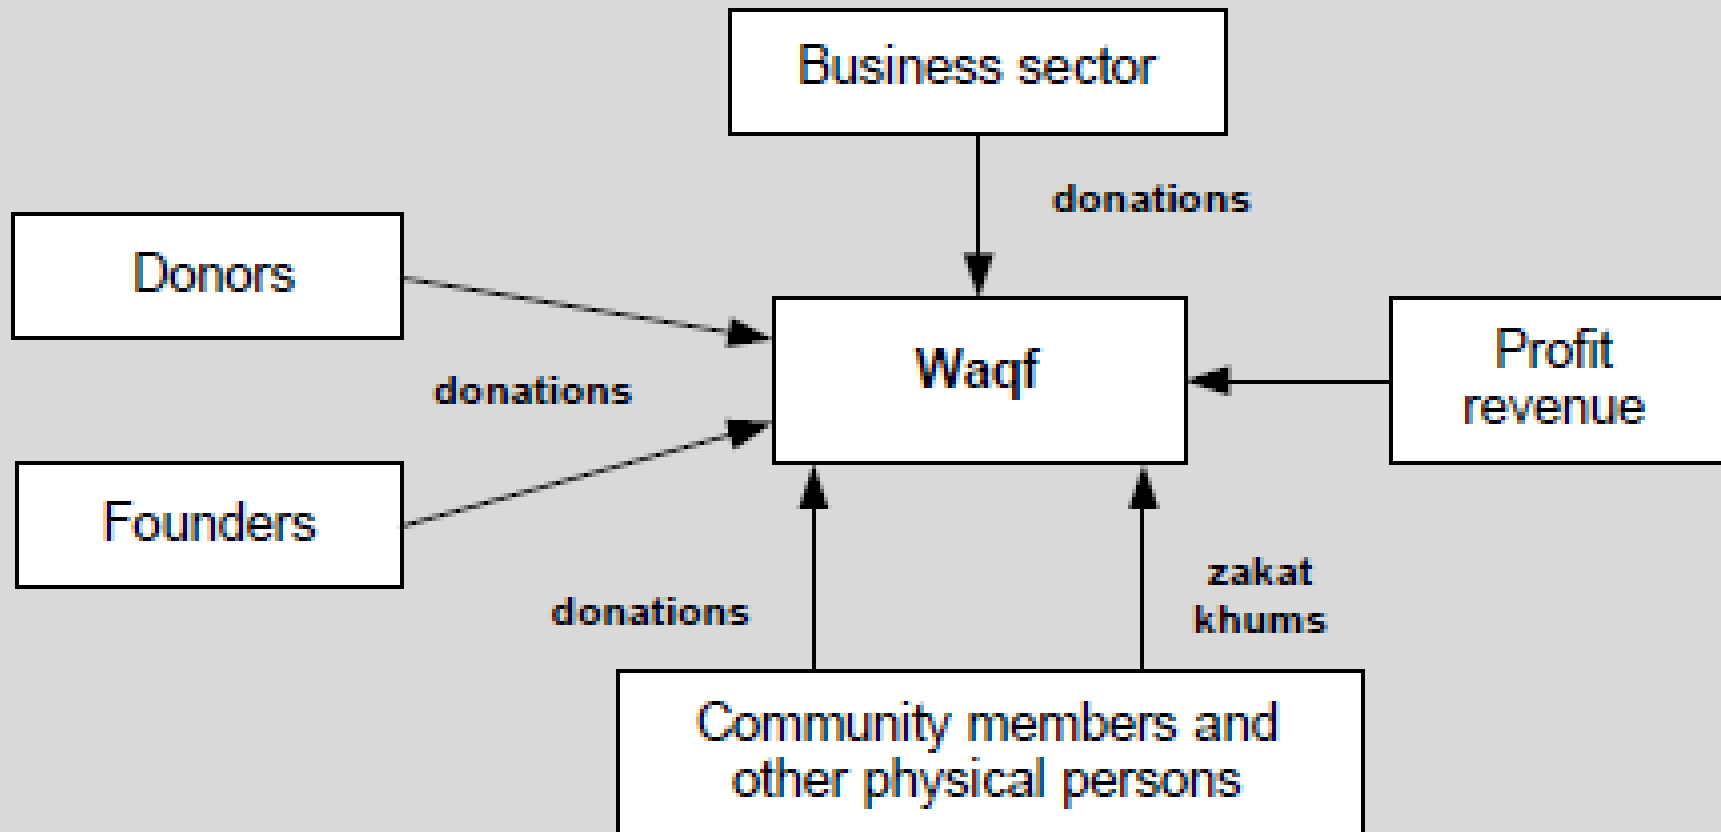 Business sector
donations
Donors
Waqf
Profit
revenue
donations
Founders
donations
zakat
khums
Community members and
other physical persons